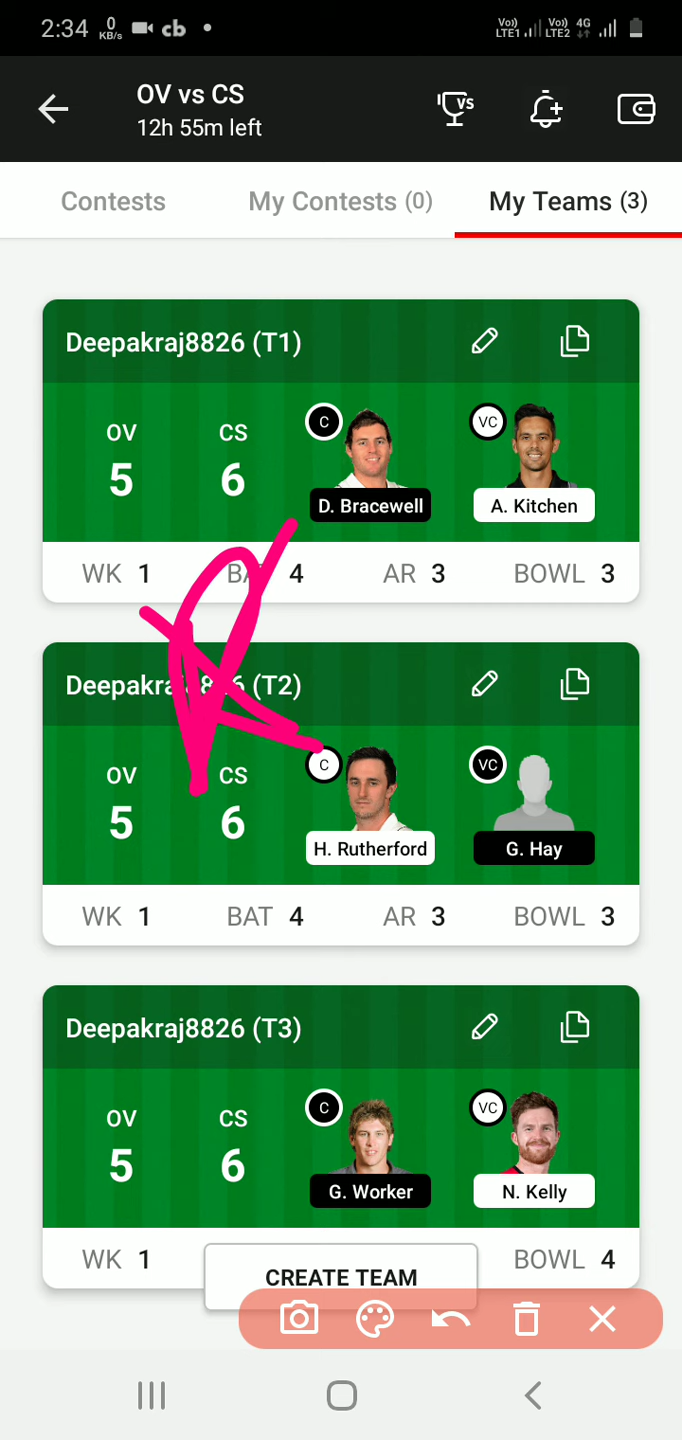 2:34 0 KB/s cb Vo) LTE1 Vo) LTE2 4G
OV vs CS
12h 55m left
VS
Contests My Contests (0) My Teams (3)
Deepakraj8826 (T1)
OV CS C VC
5 6
D. Bracewell A. Kitchen
WK 1 BAT 4 AR 3 BOWL 3
Deepakraj8826 (T2)
OV CS C VC
5 6
H. Rutherford G. Hay
WK 1 BAT 4 AR 3 BOWL 3
Deepakraj8826 (T3)
OV CS C VC
5 6
G. Worker N. Kelly
WK 1 BOWL 4
CREATE TEAM